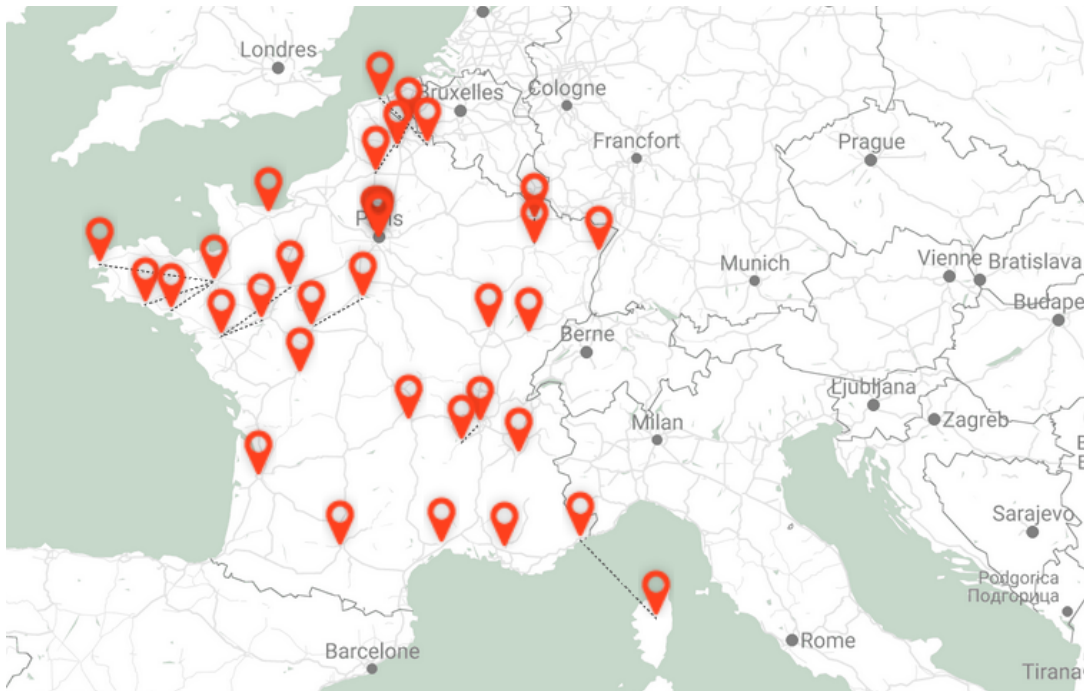 Londres
Bruxelles
Cologne
Francfort
Prague
Paris
Munich
Vienne
Bratislava
Budape
Berne
Ljubljana
Zagreb
Milan
B
B
Sarajevo
Podgorica
Подгорица
Barcelone
Rome
Tirana